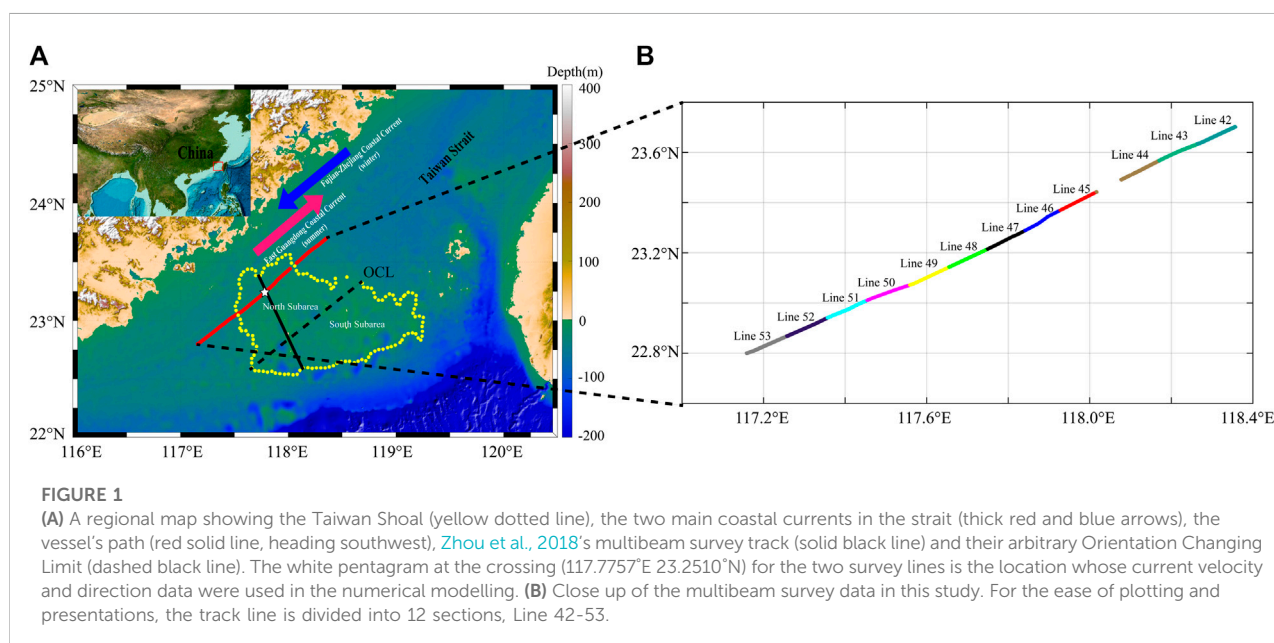 A
B
Depth(m)
25°N
24°N
23°N
22°N
116°E
117°E
118°E
119°E
120°E
400
300
200
100
0
-100
-200
China
Taiwan Strait
Fujian-Zhejiang Coastal Current
(winter)
East Guangdong Coastal Current
(summer)
OCL
North Subarea
South Subarea
23.6°N
23.2°N
22.8°N
117.2°E
117.6°E
118.0°E
118.4°E
Line 42
Line 43
Line 44
Line 45
Line 46
Line 47
Line 48
Line 49
Line 50
Line 51
Line 52
Line 53
FIGURE 1
(A) A regional map showing the Taiwan Shoal (yellow dotted line), the two main coastal currents in the strait (thick red and blue arrows), the
vessel's path (red solid line, heading southwest), Zhou et al., 2018's multibeam survey track (solid black line) and their arbitrary Orientation Changing
Limit (dashed black line). The white pentagram at the crossing (117.7757°E 23.2510°N) for the two survey lines is the location whose current velocity
and direction data were used in the numerical modelling. (B) Close up of the multibeam survey data in this study. For the ease of plotting and
presentations, the track line is divided into 12 sections, Line 42-53.